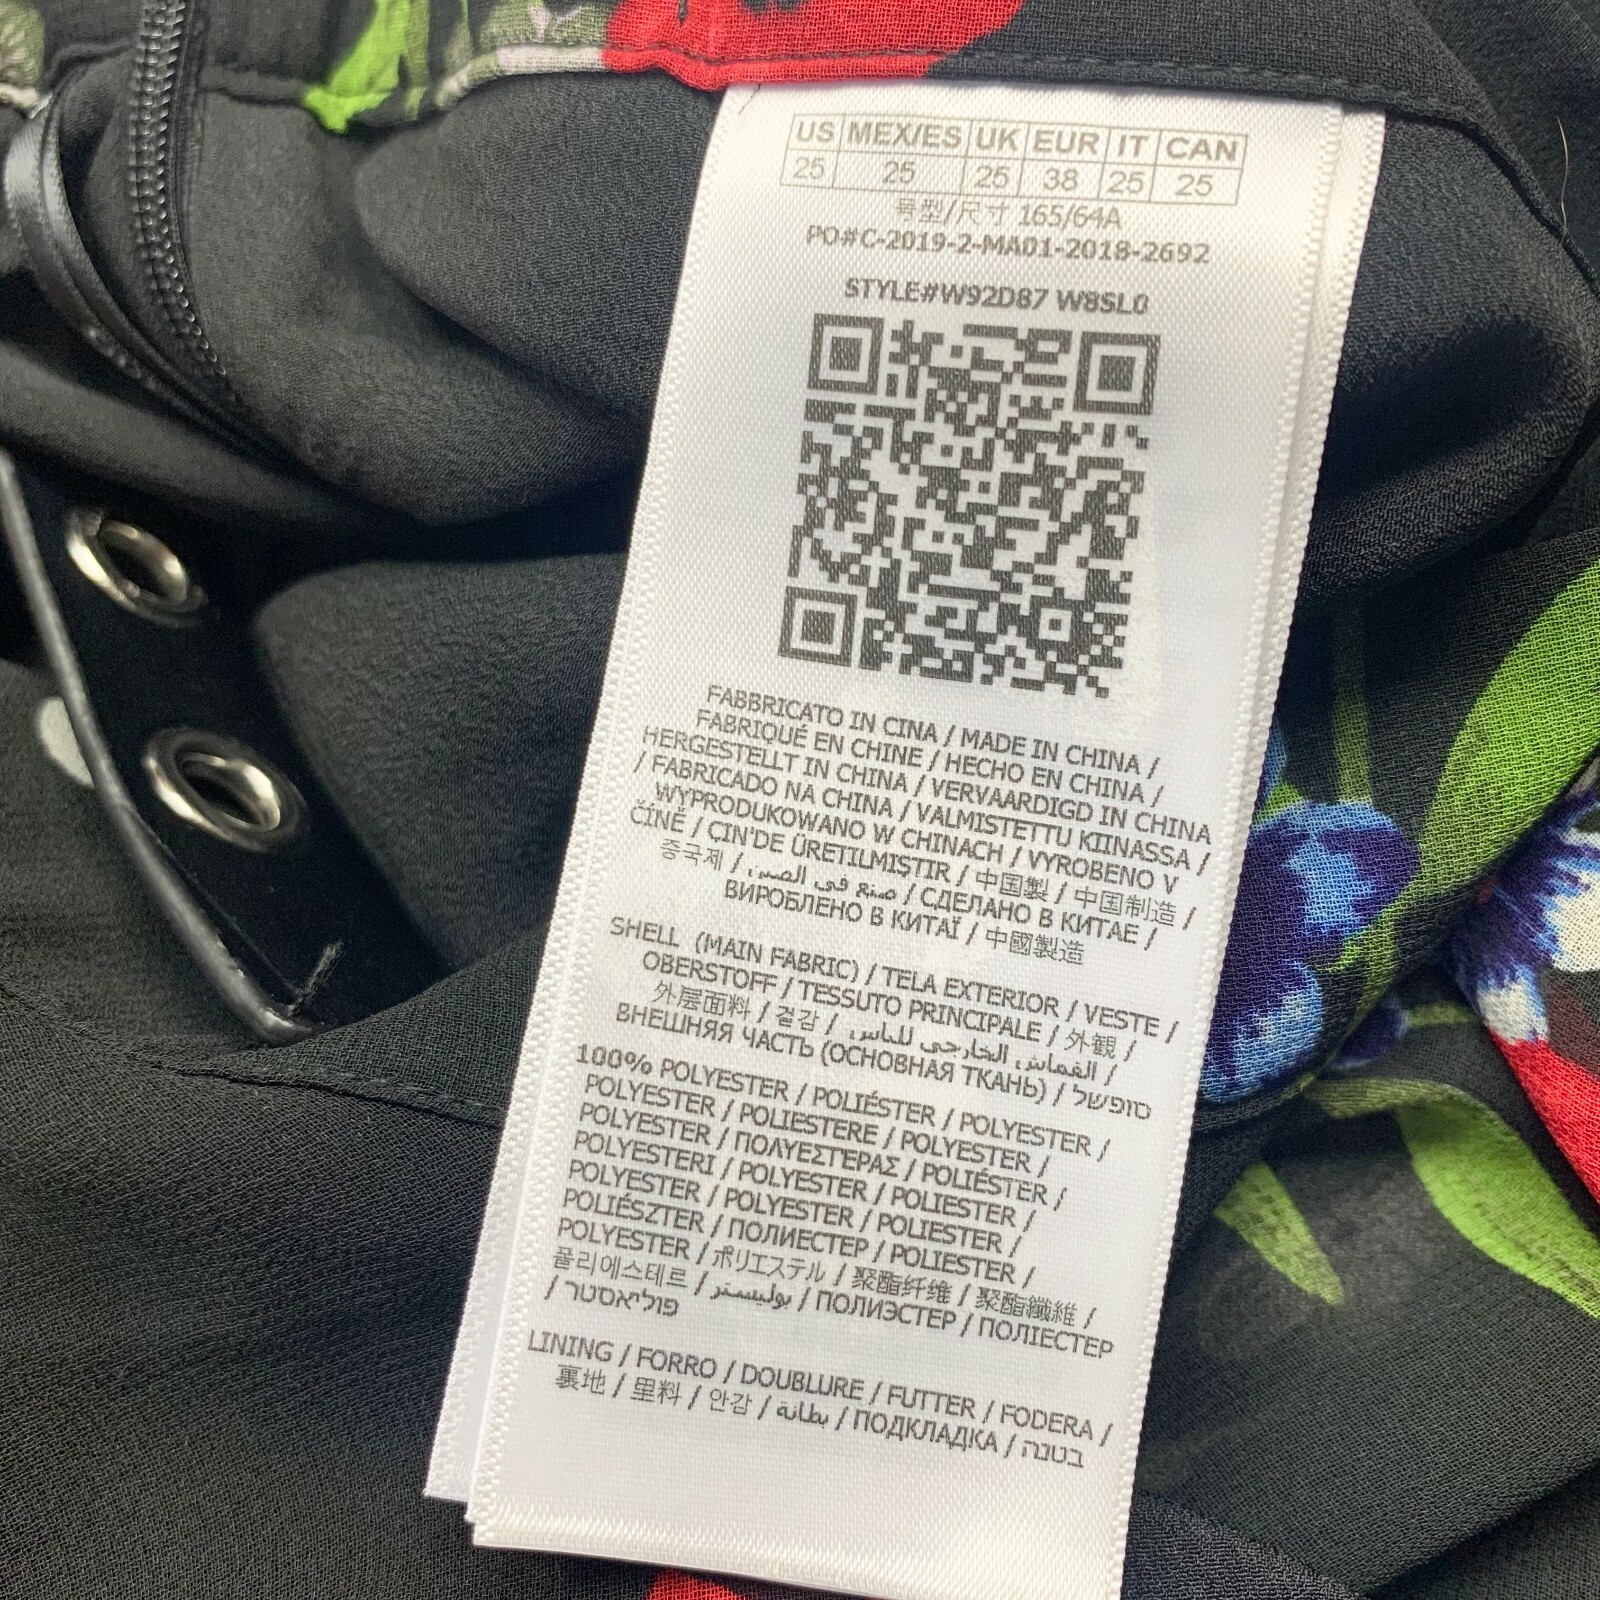 US MEX/ES UK EUR IT CAN
25 25 25 38 25 25
号型/尺寸 165/64A
PO#C-2019-2-MA01-2018-2692
STYLE#W92D87 W8SL0
FABBRICATO IN CINA / MADE IN CHINA /
FABRIQUÉ EN CHINE / HECHO EN CHINA /
HERGESTELLT IN CHINA / VERVAARDIGD IN CHINA
/ FABRICADO NA CHINA / VALMISTETTU KIINASSA /
WYPRODUKOWANO W CHINACH / VYROBENO V
ČÍNĚ / ÇIN'DE ÜRETILMISTIR / 中国製 / 中国制造 /
중국제 / صنع في الصين / СДЕЛАНО В КИТАЕ /
ВИРОБЛЕНО В КИТАЇ / 中國製造
SHELL (MAIN FABRIC) / TELA EXTERIOR / VESTE /
OBERSTOFF / TESSUTO PRINCIPALE / 外観 /
外层面料 / 겉감 / القماش الخارجي للباس /
ВНЕШНЯЯ ЧАСТЬ (ОСНОВНАЯ ТКАНЬ) / סופשל
100% POLYESTER / POLIÉSTER / POLYESTER /
POLYESTER / POLIESTERE / POLYESTER /
POLYESTER / ΠΟΛΥΕΣΤΕΡΑΣ / POLIÉSTER /
POLYESTERI / POLYESTER / POLIESTER /
POLYESTER / POLYESTER / POLIESTER /
POLIÉSZTER / ПОЛИЕСТЕР / POLIESTER /
POLYESTER / ポリエステル / 聚酯纤维 / 聚酯纖維 /
폴리에스테르 / بوليستر / ПОЛИЭСТЕР / ПОЛІЕСТЕР
/ פוליאסטר
LINING / FORRO / DOUBLURE / FUTTER / FODERA /
裏地 / 里料 / 안감 / بطانة / ПОДКЛАДКА / בטנה